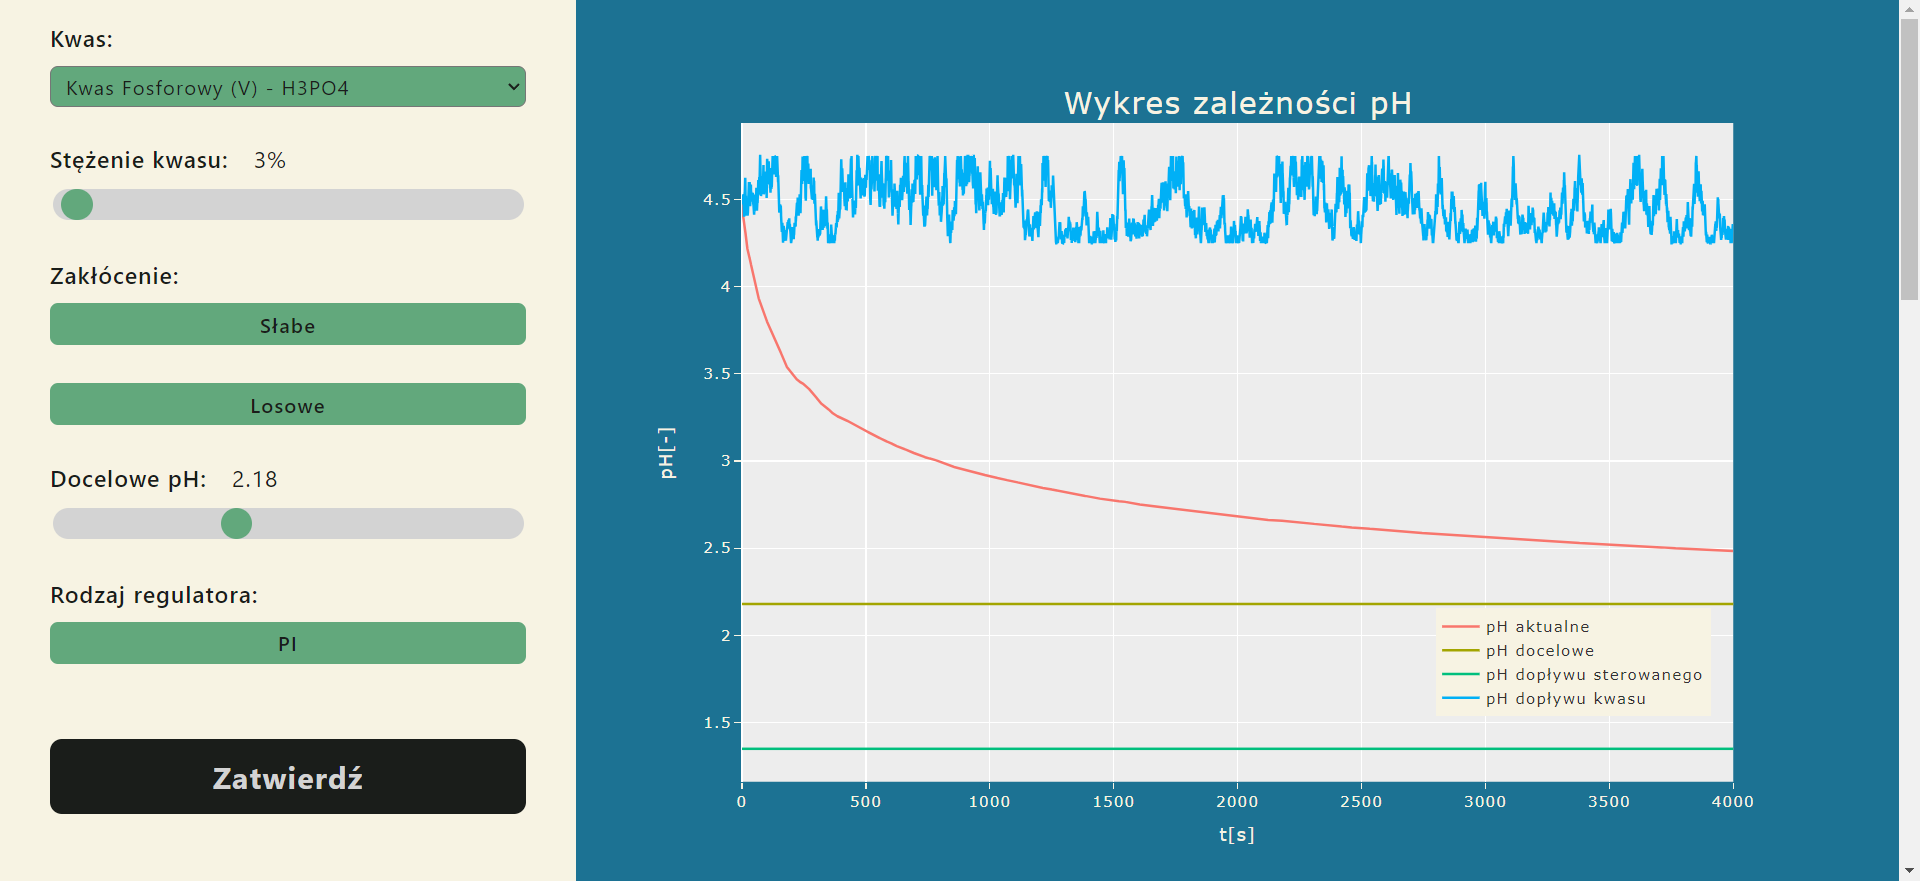 Kwas:
Kwas Fosforowy (V) - H3PO4
Stężenie kwasu: 3%
Zakłócenie:
Słabe
Losowe
Docelowe pH: 2.18
Rodzaj regulatora:
PI
Zatwierdź
Wykres zależności pH
4.5
4
3.5
3
2.5
2
1.5
pH[-]
pH aktualne
pH docelowe
pH dopływu sterowanego
pH dopływu kwasu
0 500 1000 1500 2000 2500 3000 3500 4000
t[s]